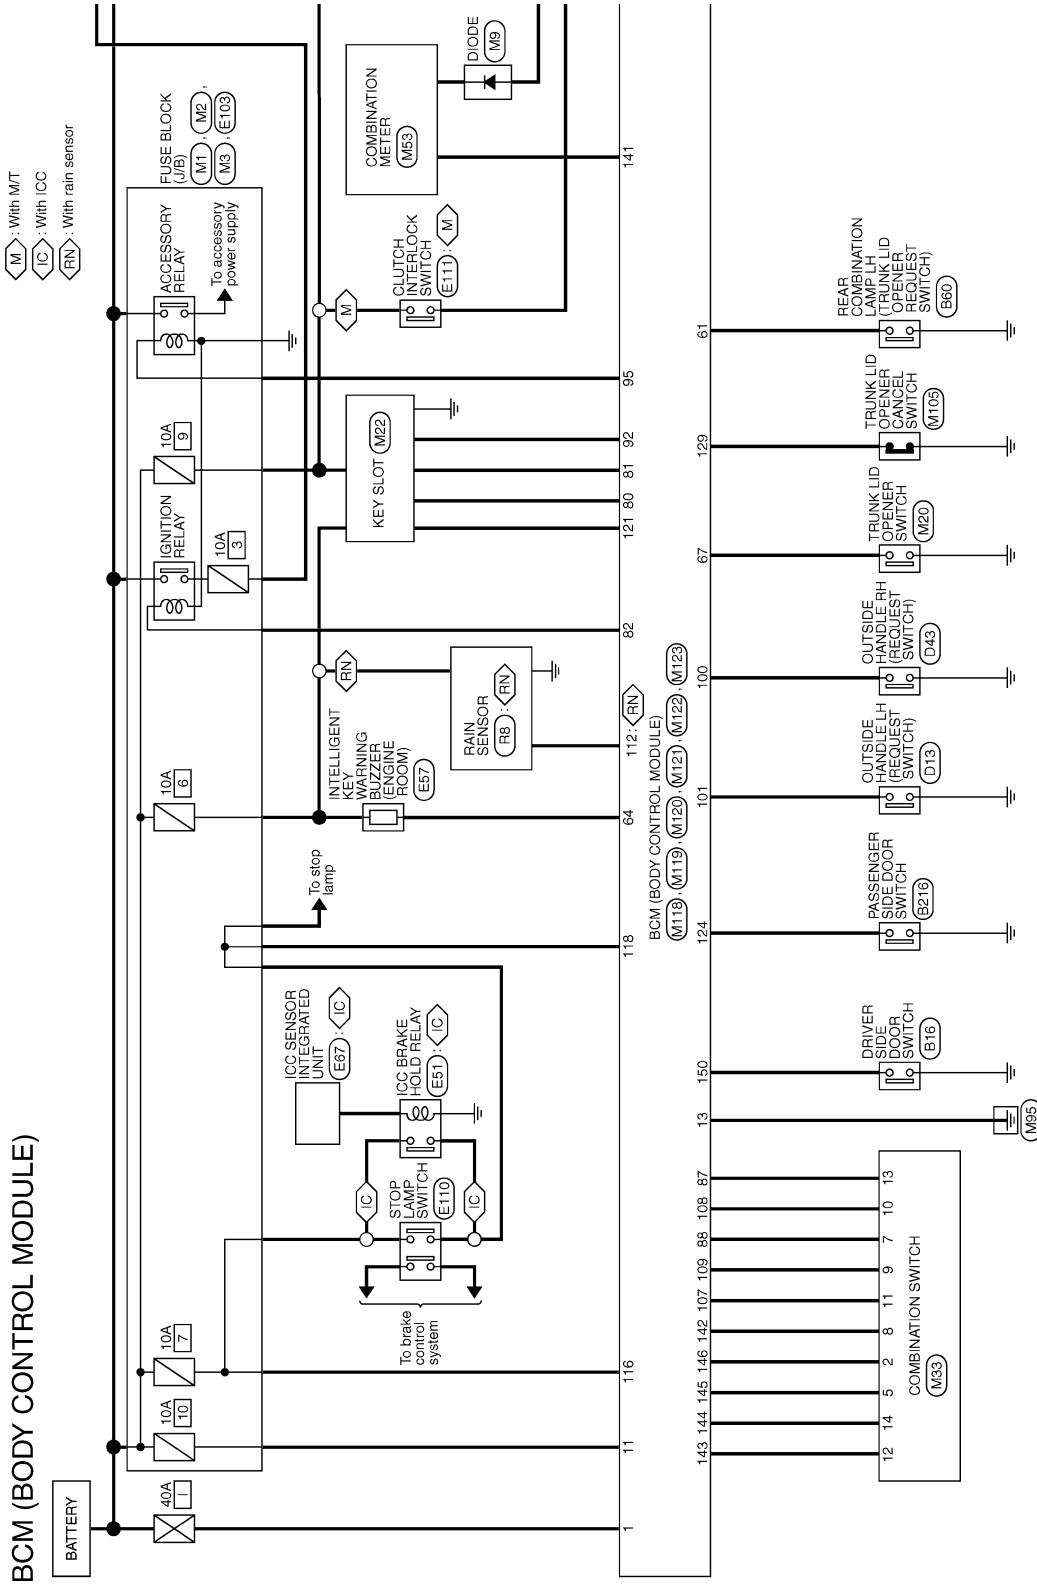 BCM (BODY CONTROL MODULE)
M : With M/T
IC : With ICC
RN : With rain sensor
BATTERY
40A
I
10A
10
10A
7
10A
6
IGNITION
RELAY
10A
3
10A
9
ACCESSORY
RELAY
To accessory
power supply
FUSE BLOCK
(J/B)
M1 , M2 ,
M3 , E103
To brake
control
system
STOP
LAMP
SWITCH
E110
IC
IC
ICC SENSOR
INTEGRATED
UNIT
E67 : IC
ICC BRAKE
HOLD RELAY
E51 : IC
To stop
lamp
INTELLIGENT
KEY
WARNING
BUZZER
(ENGINE
ROOM)
E57
RN
RAIN
SENSOR
R8 : RN
KEY SLOT M22
M
CLUTCH
INTERLOCK
SWITCH
E111 : M
COMBINATION
METER
M53
DIODE
M9
1
11
116
118
64
112 : RN
82
121
80
81
92
95
141
BCM (BODY CONTROL MODULE)
M118 , M119 , M120 , M121 , M122 , M123
143
144
145
146
142
107
109
88
108
87
13
150
124
101
100
67
129
61
12
14
5
2
8
11
9
7
10
13
COMBINATION SWITCH
M33
M95
DRIVER
SIDE
DOOR
SWITCH
B16
PASSENGER
SIDE DOOR
SWITCH
B216
OUTSIDE
HANDLE LH
(REQUEST
SWITCH)
D13
OUTSIDE
HANDLE RH
(REQUEST
SWITCH)
D43
TRUNK LID
OPENER
SWITCH
M20
TRUNK LID
OPENER
CANCEL
SWITCH
M105
REAR
COMBINATION
LAMP LH
(TRUNK LID
OPENER
REQUEST
SWITCH)
B60